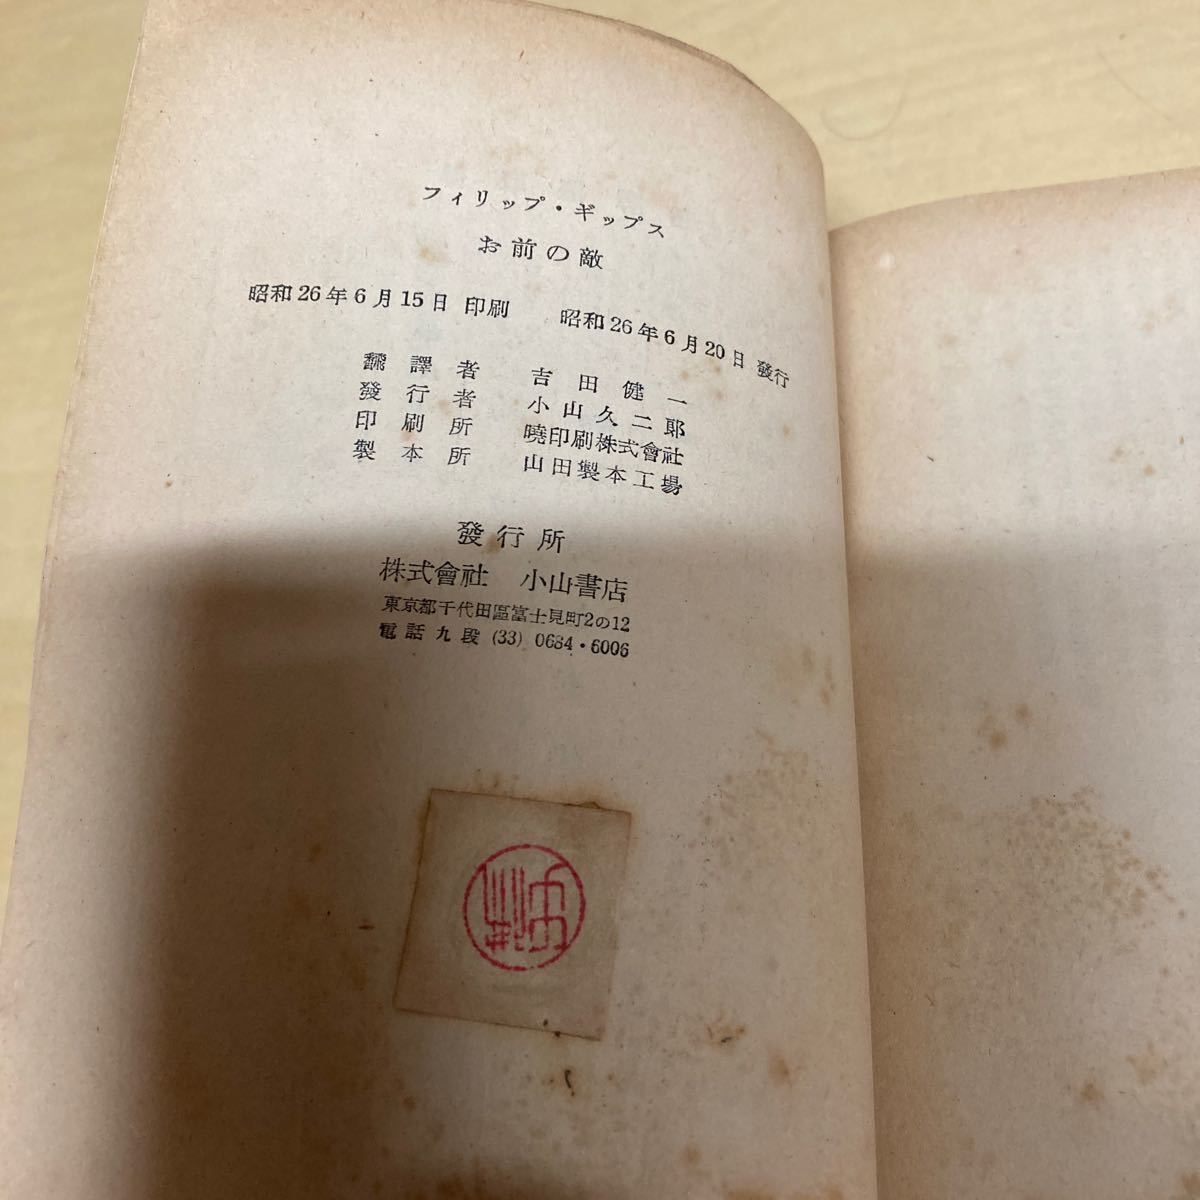 フィリップ・ギップス
お前の敵
昭和26年6月15日 印刷　昭和26年6月20日 發行
飜譯者　吉田健一
發行者　小山久二郎
印刷所　曉印刷株式會社
製本所　山田製本工場
發行所
株式會社　小山書店
東京都千代田區富士見町2の12
電話九段 (33) 0684・6006